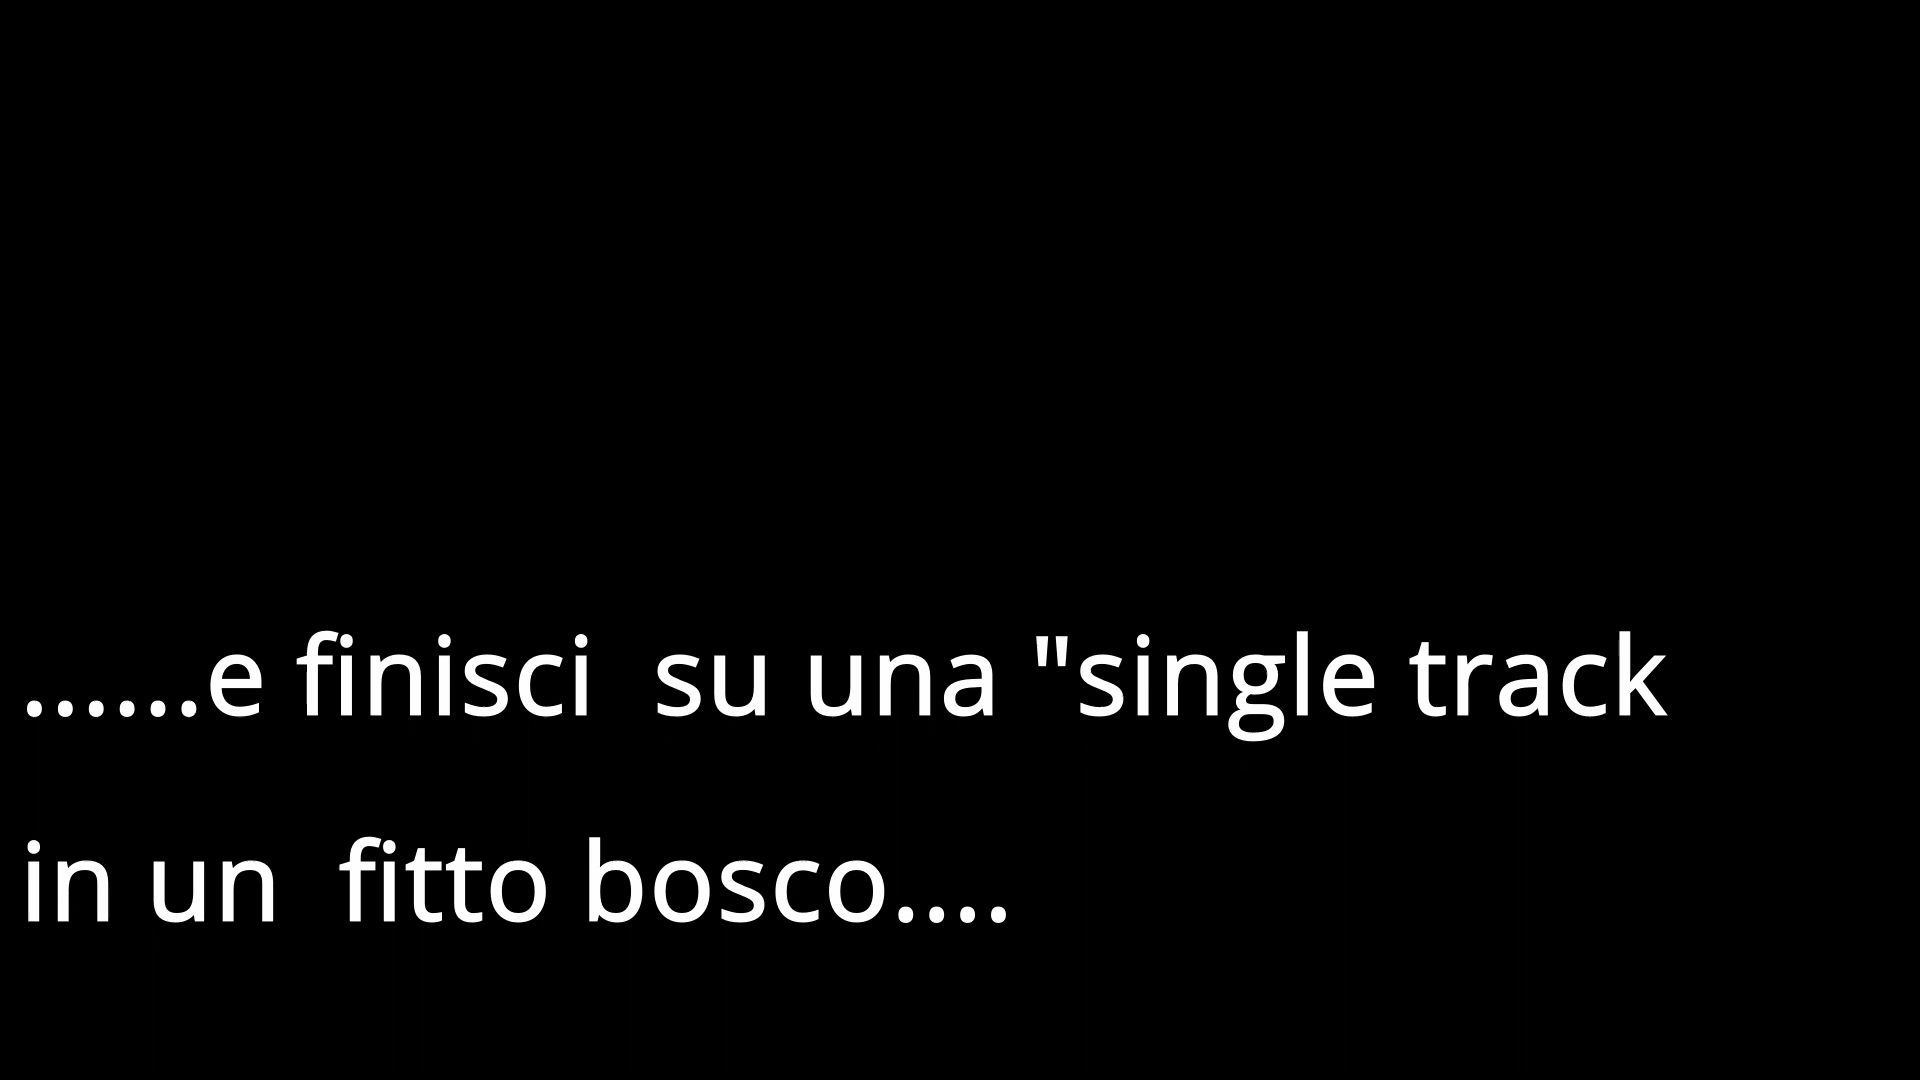 ......e finisci  su una "single track
in un  fitto bosco....